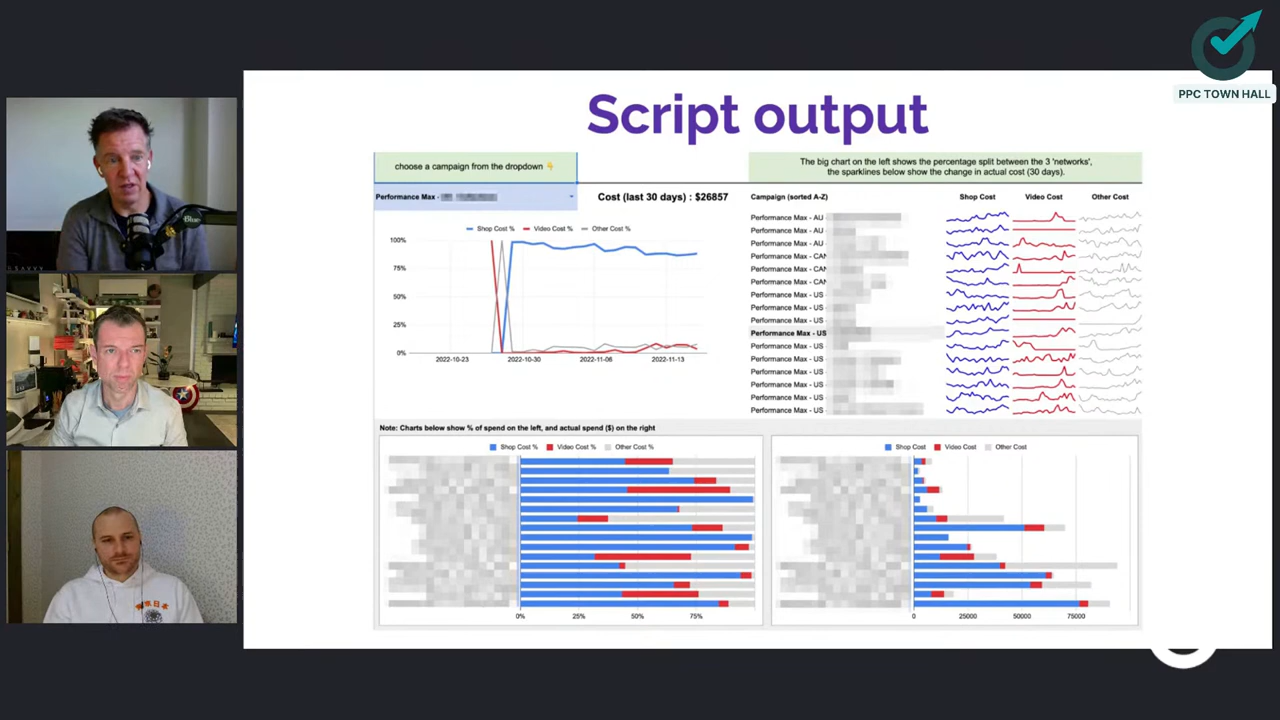 PPC TOWN HALL
Script output
choose a campaign from the dropdown 👇
The big chart on the left shows the percentage split between the 3 'networks',
the sparklines below show the change in actual cost (30 days).
Performance Max -
Cost (last 30 days) : $26857
Campaign (sorted A-Z) Shop Cost Video Cost Other Cost
Shop Cost % Video Cost % Other Cost %
100%
75%
50%
25%
0%
2022-10-23 2022-10-30 2022-11-06 2022-11-13
Performance Max - AU
Performance Max - AU
Performance Max - AU
Performance Max - CAN
Performance Max - CAN
Performance Max - CAN
Performance Max - US
Performance Max - US
Performance Max - US
Performance Max - US
Performance Max - US
Performance Max - US
Performance Max - US
Performance Max - US
Performance Max - US
Performance Max - US
Note: Charts below show % of spend on the left, and actual spend ($) on the right
Shop Cost % Video Cost % Other Cost %
0% 25% 50% 75%
Shop Cost Video Cost Other Cost
0 25000 50000 75000
Blue